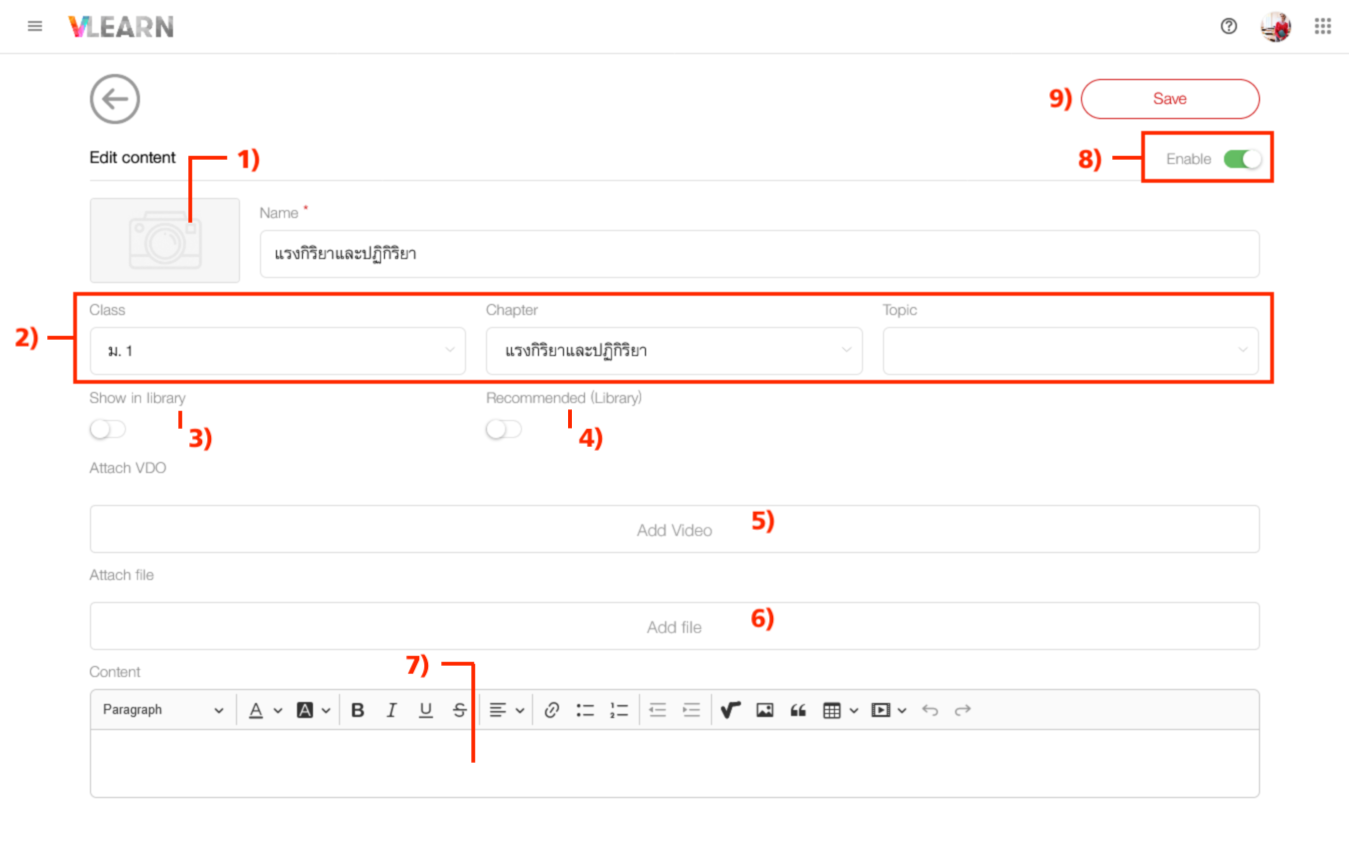 VLEARN
9) Save
Edit content 1) 8) Enable
Name *
แรงกิริยาและปฏิกิริยา
Class Chapter Topic
2) ม. 1 แรงกิริยาและปฏิกิริยา
Show in library Recommended (Library)
3) 4)
Attach VDO
Add Video 5)
Attach file
Add file 6)
Content 7)
Paragraph